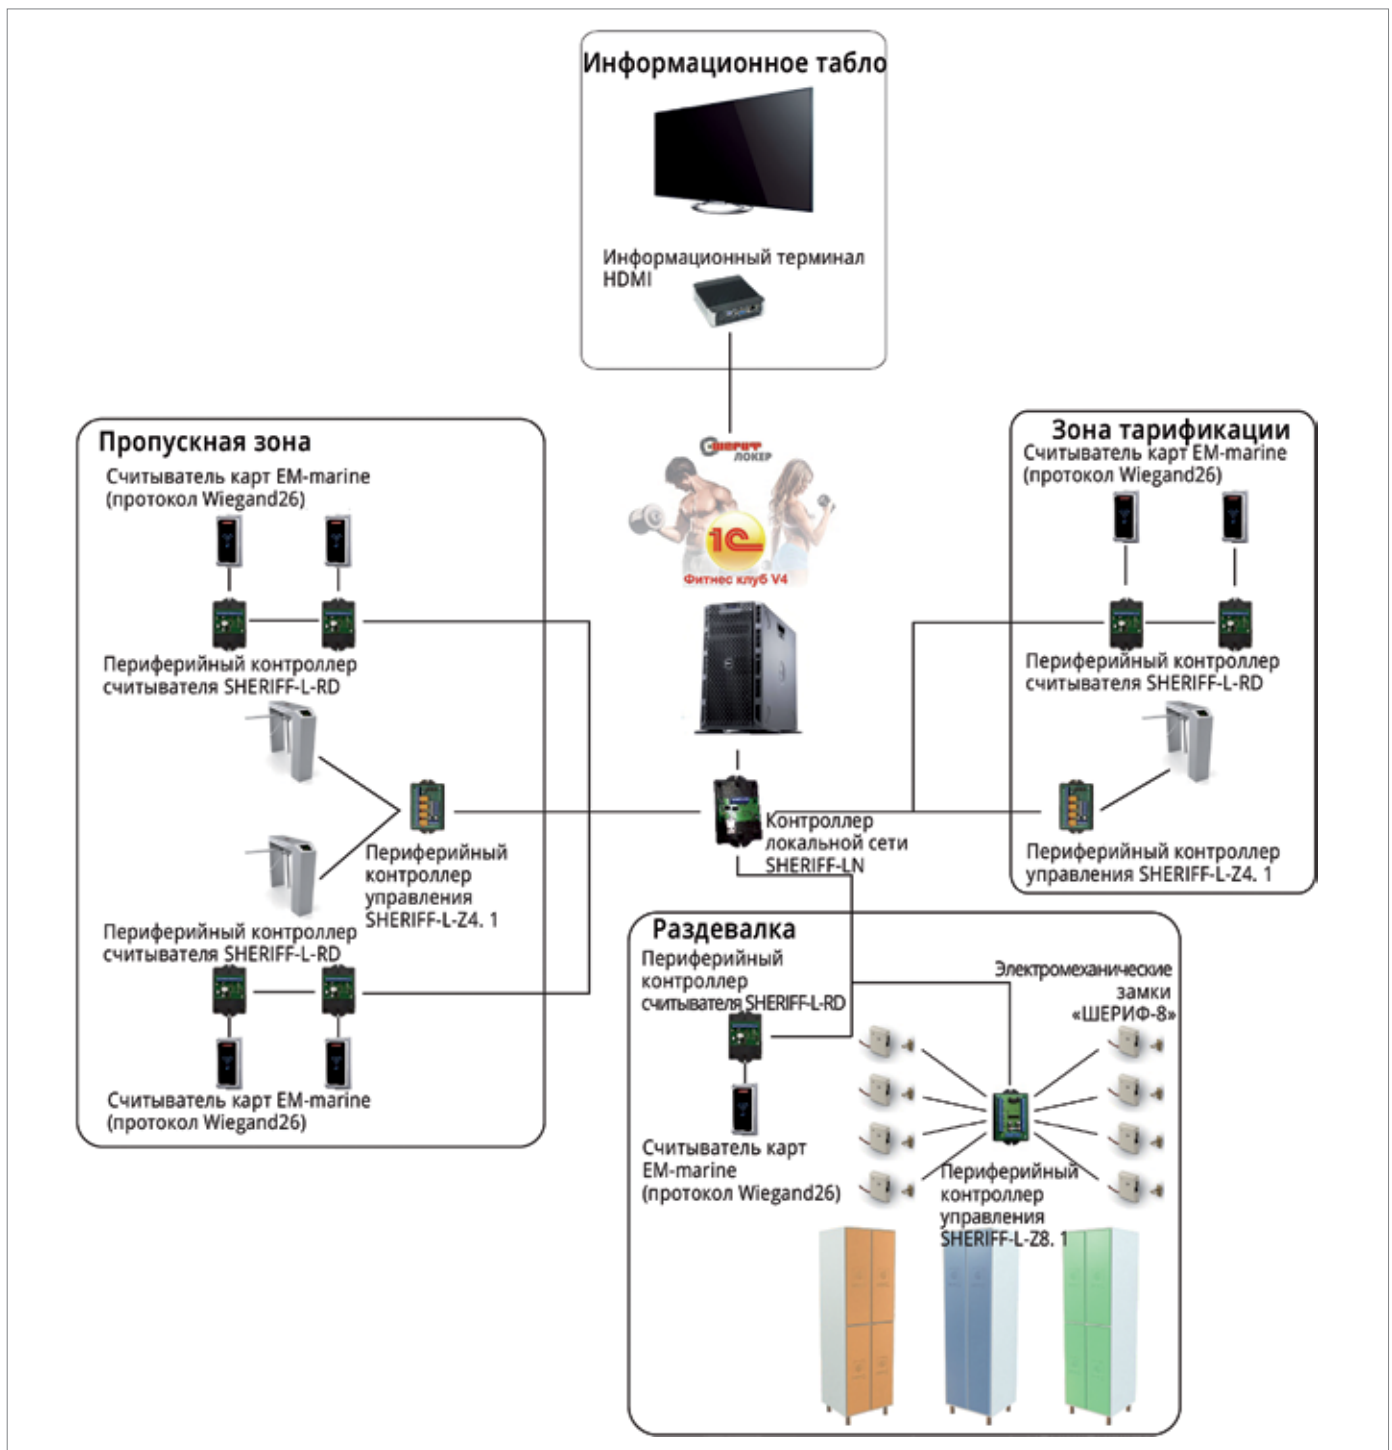 Информационное табло
Информационный терминал
HDMI
Пропускная зона
Считыватель карт EM-marine
(протокол Wiegand26)
Периферийный контроллер
считывателя SHERIFF-L-RD
Периферийный
контроллер
управления
SHERIFF-L-Z4. 1
Периферийный контроллер
считывателя SHERIFF-L-RD
Считыватель карт EM-marine
(протокол Wiegand26)
ШЕРИФ
ЛОКЕР
1С
Фитнес клуб V4
Контроллер
локальной сети
SHERIFF-LN
Зона тарификации
Считыватель карт EM-marine
(протокол Wiegand26)
Периферийный контроллер
считывателя SHERIFF-L-RD
Периферийный контроллер
управления SHERIFF-L-Z4. 1
Раздевалка
Периферийный
контроллер
считывателя SHERIFF-L-RD
Считыватель карт
EM-marine
(протокол Wiegand26)
Электромеханические
замки
«ШЕРИФ-8»
Периферийный
контроллер
управления
SHERIFF-L-Z8. 1